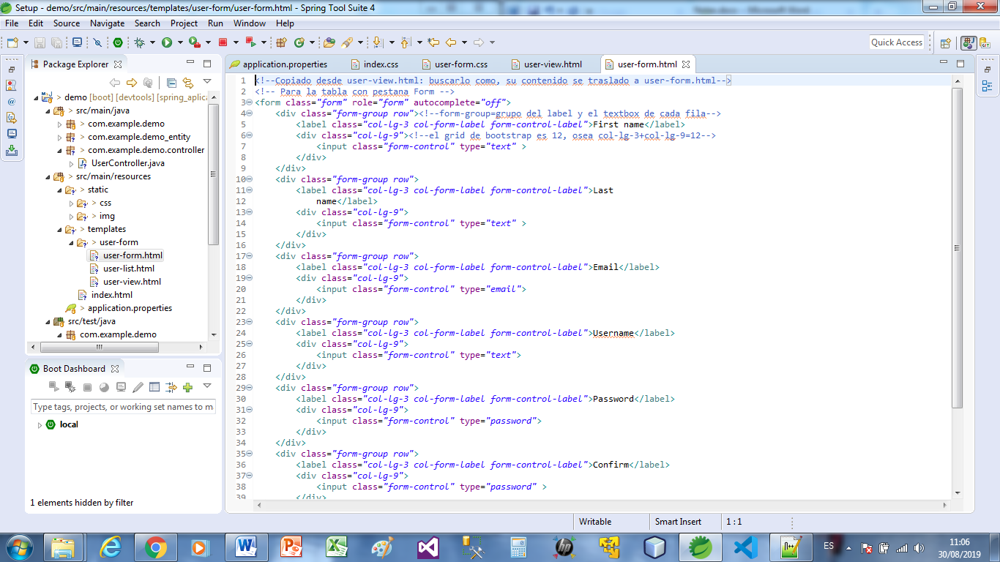 Setup - demo/src/main/resources/templates/user-form/user-form.html - Spring Tool Suite 4
File Edit Source Navigate Search Project Run Window Help
Quick Access
Package Explorer
demo [boot] [devtools] [spring_aplic
> src/main/java
> com.example.demo
> com.example.demo_entity
> com.example.demo.controller
> UserController.java
> src/main/resources
> static
> css
> img
> templates
> user-form
user-form.html
user-list.html
user-view.html
index.html
> application.properties
src/test/java
com.example.demo
Boot Dashboard
Type tags, projects, or working set names to m
local
1 elements hidden by filter
application.properties index.css user-form.css user-view.html user-form.html
1 <!--Copiado desde user-view.html: buscarlo como, su contenido se traslado a user-form.html-->
2 <!-- Para la tabla con pestana Form -->
3 <form class="form" role="form" autocomplete="off">
4 <div class="form-group row"><!--form-group=grupo del label y el textbox de cada fila-->
5 <label class="col-lg-3 col-form-label form-control-label">First name</label>
6 <div class="col-lg-9"><!--el grid de bootstrap es 12, osea col-lg-3+col-lg-9=12-->
7 <input class="form-control" type="text" >
8 </div>
9 </div>
10 <div class="form-group row">
11 <label class="col-lg-3 col-form-label form-control-label">Last
12 name</label>
13 <div class="col-lg-9">
14 <input class="form-control" type="text" >
15 </div>
16 </div>
17 <div class="form-group row">
18 <label class="col-lg-3 col-form-label form-control-label">Email</label>
19 <div class="col-lg-9">
20 <input class="form-control" type="email">
21 </div>
22 </div>
23 <div class="form-group row">
24 <label class="col-lg-3 col-form-label form-control-label">Username</label>
25 <div class="col-lg-9">
26 <input class="form-control" type="text">
27 </div>
28 </div>
29 <div class="form-group row">
30 <label class="col-lg-3 col-form-label form-control-label">Password</label>
31 <div class="col-lg-9">
32 <input class="form-control" type="password">
33 </div>
34 </div>
35 <div class="form-group row">
36 <label class="col-lg-3 col-form-label form-control-label">Confirm</label>
37 <div class="col-lg-9">
38 <input class="form-control" type="password" >
39 </div>
Writable Smart Insert 1 : 1
ES
11:06
30/08/2019